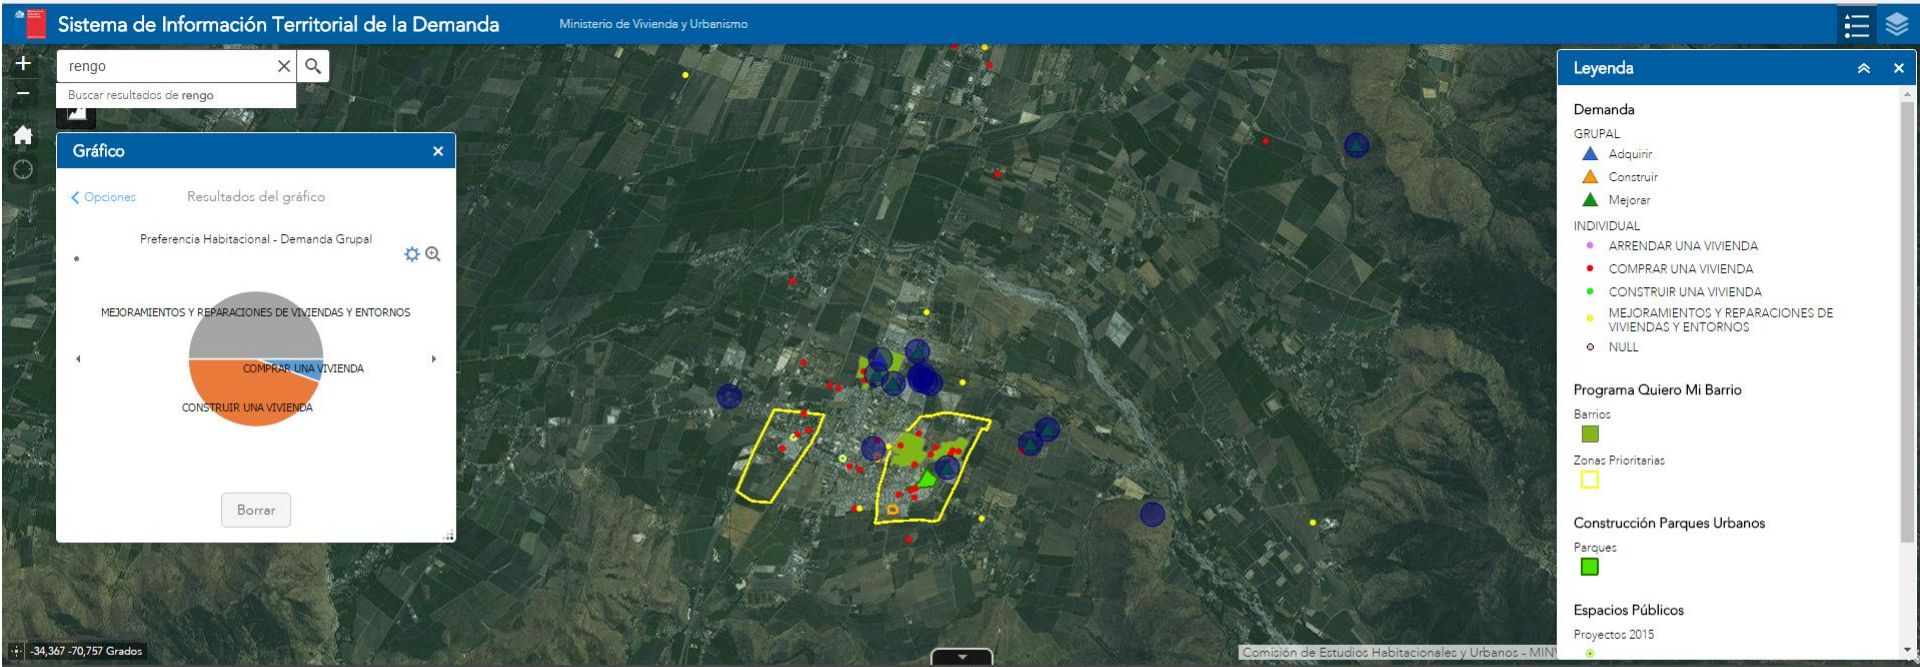 Sistema de Información Territorial de la Demanda
Ministerio de Vivienda y Urbanismo
rengo
Buscar resultados de rengo
Gráfico
Opciones
Resultados del gráfico
Preferencia Habitacional - Demanda Grupal
MEJORAMIENTOS Y REPARACIONES DE VIVIENDAS Y ENTORNOS
COMPRAR UNA VIVIENDA
CONSTRUIR UNA VIVIENDA
Borrar
-34,367 -70,757 Grados
Comisión de Estudios Habitacionales y Urbanos - MINV
Leyenda
Demanda
GRUPAL
Adquirir
Construir
Mejorar
INDIVIDUAL
ARRENDAR UNA VIVIENDA
COMPRAR UNA VIVIENDA
CONSTRUIR UNA VIVIENDA
MEJORAMIENTOS Y REPARACIONES DE
VIVIENDAS Y ENTORNOS
NULL
Programa Quiero Mi Barrio
Barrios
Zonas Prioritarias
Construcción Parques Urbanos
Parques
Espacios Públicos
Proyectos 2015